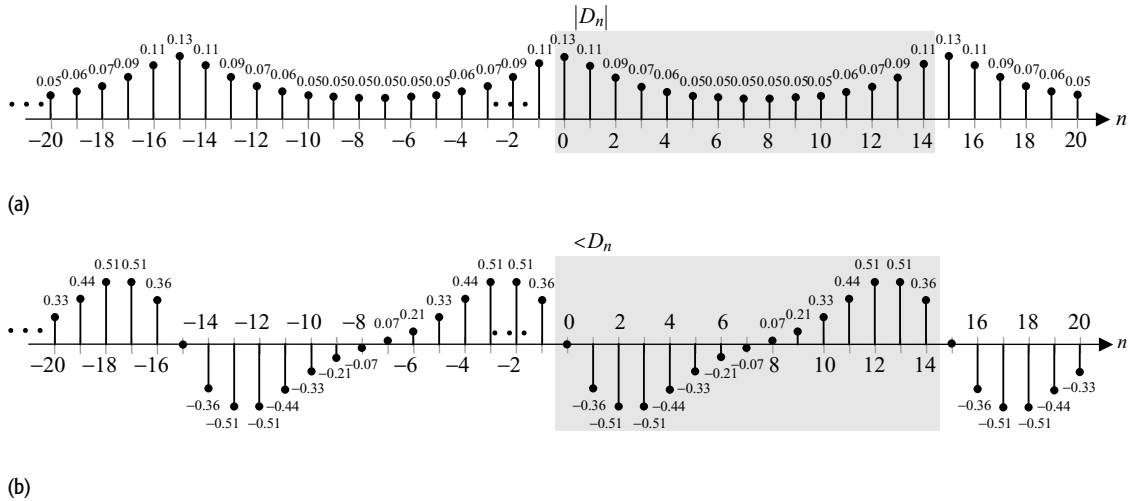 |Dn|
0.05 0.06 0.07 0.09 0.11 0.13 0.11 0.09 0.07 0.06 0.05 0.05 0.05 0.05 0.05 0.05 0.06 0.07 0.09 0.11 0.13 0.11 0.09 0.07 0.06 0.05 0.05 0.05 0.05 0.05 0.05 0.06 0.07 0.09 0.11 0.13 0.11 0.09 0.07 0.06 0.05
n
−20 −18 −16 −14 −12 −10 −8 −6 −4 −2 0 2 4 6 8 10 12 14 16 18 20
(a)
<Dn
0.33 0.44 0.51 0.51 0.36 0.07 0.21 0.33 0.44 0.51 0.51 0.36 0.07 0.21 0.33 0.44 0.51 0.51 0.36
−14 −12 −10 −8 0 2 4 6 16 18 20
n
−20 −18 −16 −6 −4 −2 8 10 12 14
−0.36 −0.51 −0.51 −0.44 −0.33 −0.21 −0.07 −0.36 −0.51 −0.51 −0.44 −0.33 −0.21 −0.07 −0.36 −0.51 −0.51 −0.44 −0.33
(b)